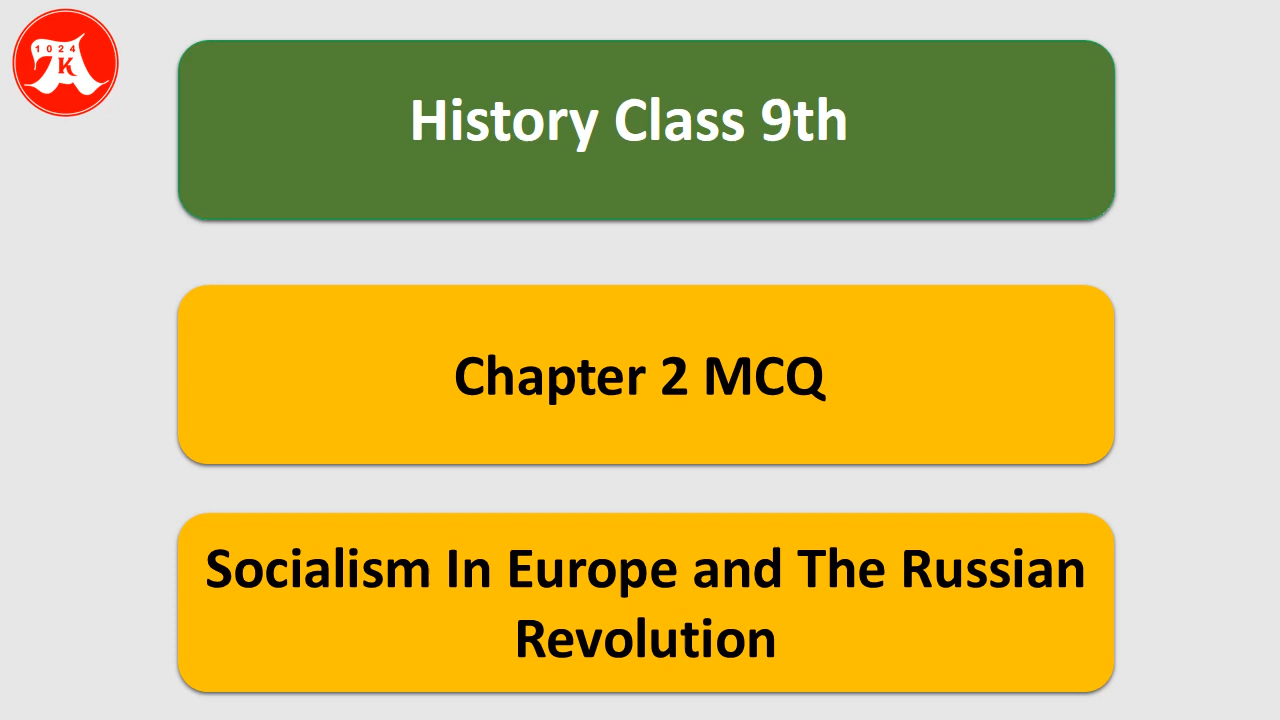 1024
K
History Class 9th
Chapter 2 MCQ
Socialism In Europe and The Russian
Revolution